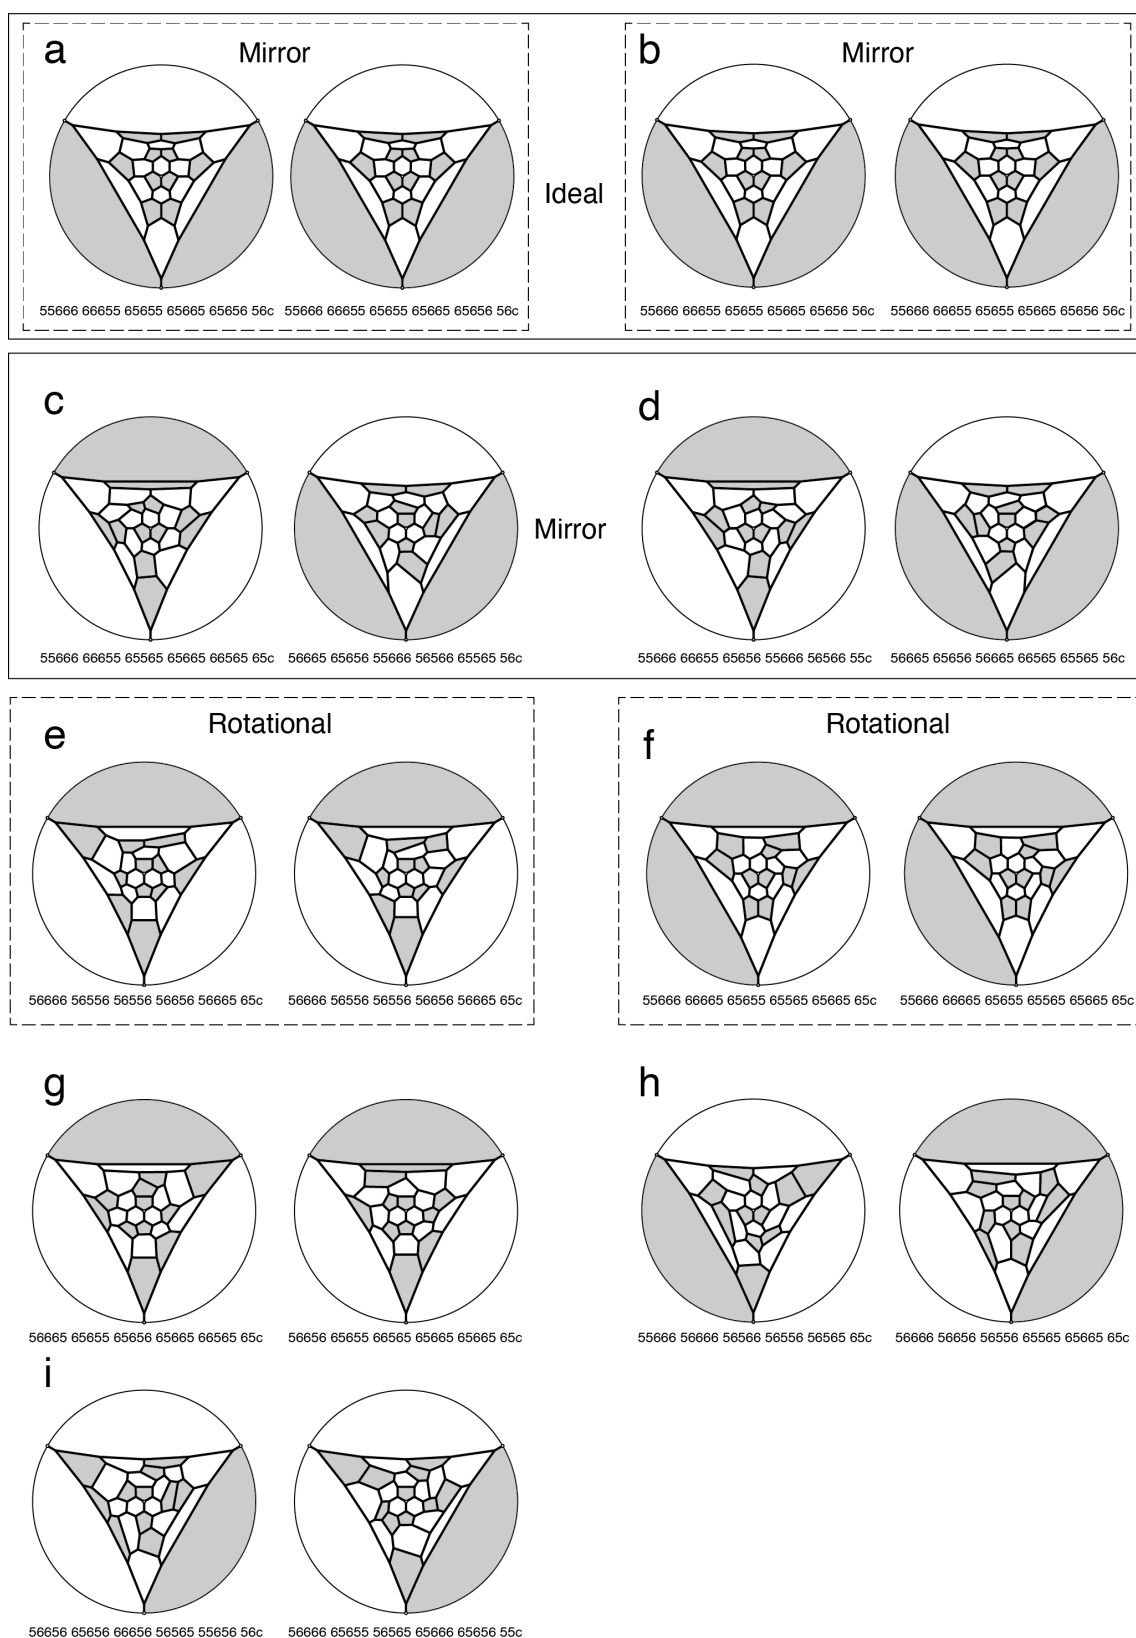 a
Mirror
b
Mirror
Ideal
55666 66655 65655 65665 65656 56c
55666 66655 65655 65665 65656 56c
55666 66655 65655 65665 65656 56c
55666 66655 65655 65665 65656 56c
c
d
Mirror
55666 66655 65565 65665 66565 65c
56665 65656 55666 56566 65565 56c
55666 66655 65656 55666 56566 55c
56665 65656 56665 66565 65565 56c
e
Rotational
f
Rotational
56666 56556 56556 56656 56665 65c
56666 56556 56556 56656 56665 65c
55666 66665 65655 65565 65665 65c
55666 66665 65655 65565 65665 65c
g
h
56665 65655 65656 65665 66565 65c
56656 65655 66565 65665 65665 65c
55666 56666 56566 56556 56565 65c
56666 56656 56556 65565 65665 65c
i
56656 65656 66656 56565 55656 56c
56666 65655 56565 65666 65656 55c